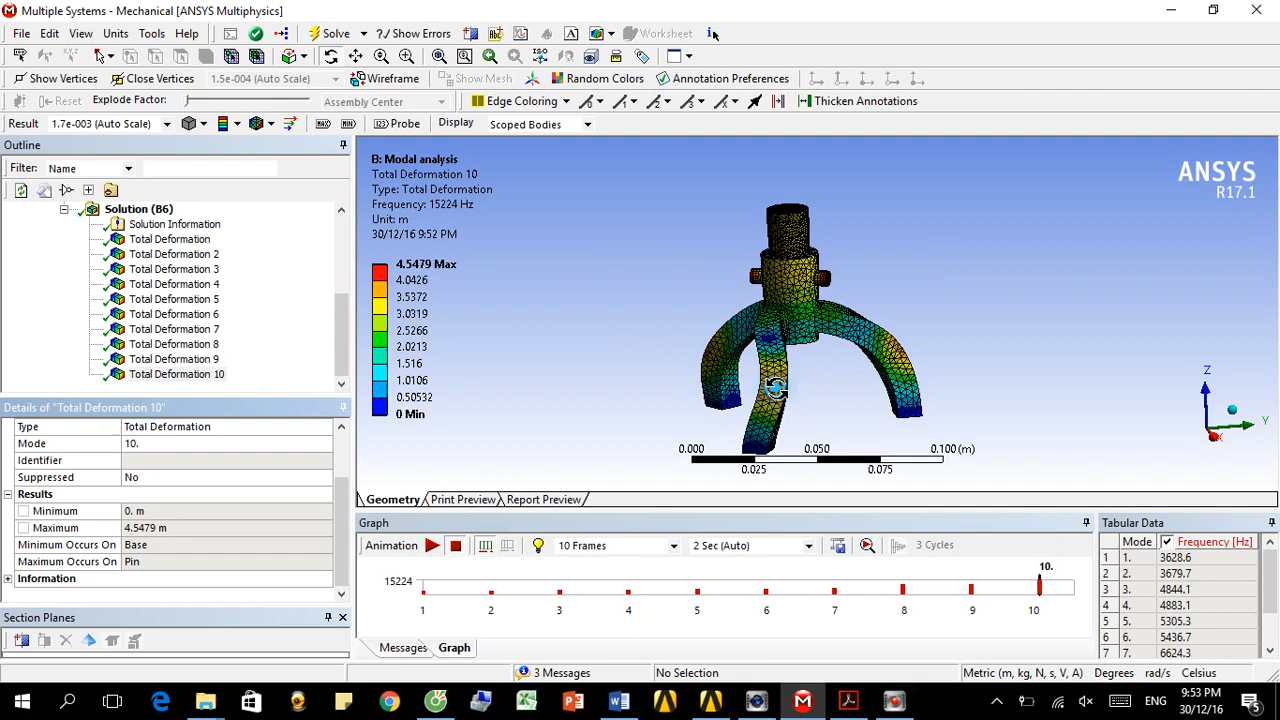 Multiple Systems - Mechanical [ANSYS Multiphysics]
File Edit View Units Tools Help Solve ?/ Show Errors Worksheet
Show Vertices Close Vertices 1.5e-004 (Auto Scale) Wireframe Show Mesh Random Colors Annotation Preferences
Reset Explode Factor: Assembly Center Edge Coloring Thicken Annotations
Result 1.7e-003 (Auto Scale) MAX MIN Probe Display Scoped Bodies
Outline
Filter: Name
Solution (B6)
Solution Information
Total Deformation
Total Deformation 2
Total Deformation 3
Total Deformation 4
Total Deformation 5
Total Deformation 6
Total Deformation 7
Total Deformation 8
Total Deformation 9
Total Deformation 10
Details of "Total Deformation 10"
Type Total Deformation
Mode 10.
Identifier
Suppressed No
Results
Minimum 0. m
Maximum 4.5479 m
Minimum Occurs On Base
Maximum Occurs On Pin
Information
Section Planes
B: Modal analysis
Total Deformation 10
Type: Total Deformation
Frequency: 15224 Hz
Unit: m
30/12/16 9:52 PM
4.5479 Max
4.0426
3.5372
3.0319
2.5266
2.0213
1.516
1.0106
0.50532
0 Min
ANSYS
R17.1
0.000 0.050 0.100 (m)
0.025 0.075
Z
Y
X
Geometry Print Preview Report Preview
Graph
Animation 10 Frames 2 Sec (Auto) 3 Cycles
10.
15224
1 2 3 4 5 6 7 8 9 10
Messages Graph
Tabular Data
Mode Frequency [Hz]
1 1. 3628.6
2 2. 3679.7
3 3. 4844.1
4 4. 4883.1
5 5. 5305.3
6 6. 5436.7
7 7. 6624.3
3 Messages No Selection Metric (m, kg, N, s, V, A) Degrees rad/s Celsius
ENG 9:53 PM
30/12/16 5